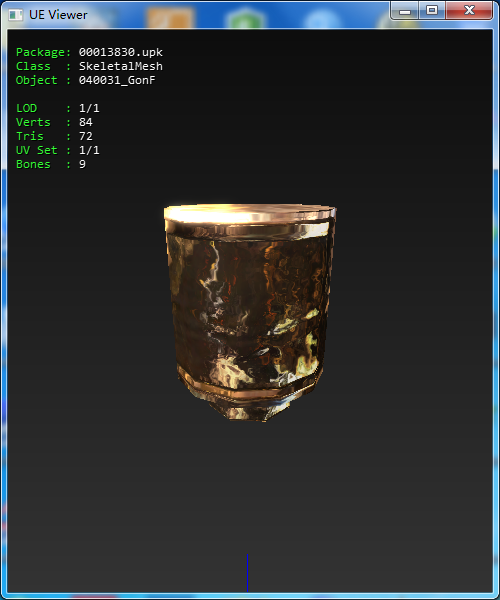 UE Viewer
Package: 00013830.upk
Class : SkeletalMesh
Object : 040031_GonF
LOD : 1/1
Verts : 84
Tris : 72
UV Set : 1/1
Bones : 9